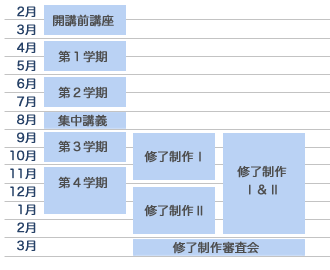 2月
3月
開講前講座
4月
5月
第1学期
6月
7月
第2学期
8月
集中講義
9月
10月
第3学期
11月
12月
1月
第4学期
2月
3月
修了制作Ⅰ
修了制作Ⅱ
修了制作
Ⅰ&Ⅱ
修了制作審査会